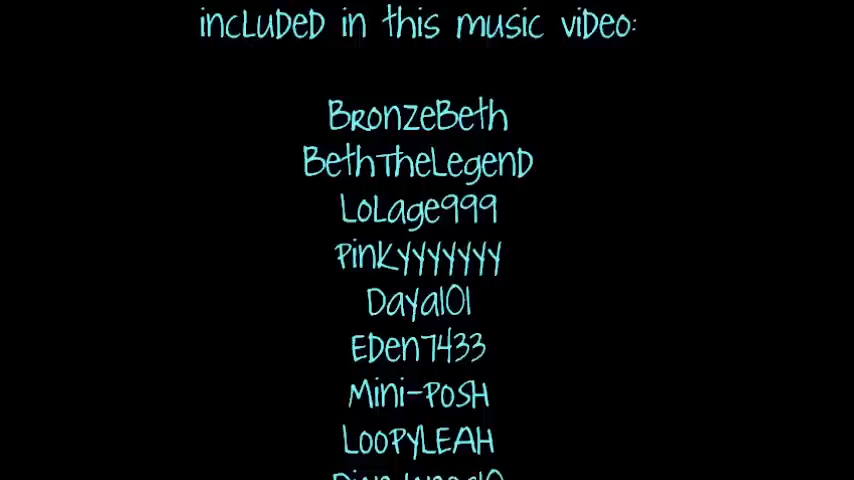 included in this music video:
BronzeBeth
BethTheLegend
Lolage999
Pinkyyyyyyy
Daya101
Eden7433
Mini-Posh
LOOPYLEAH